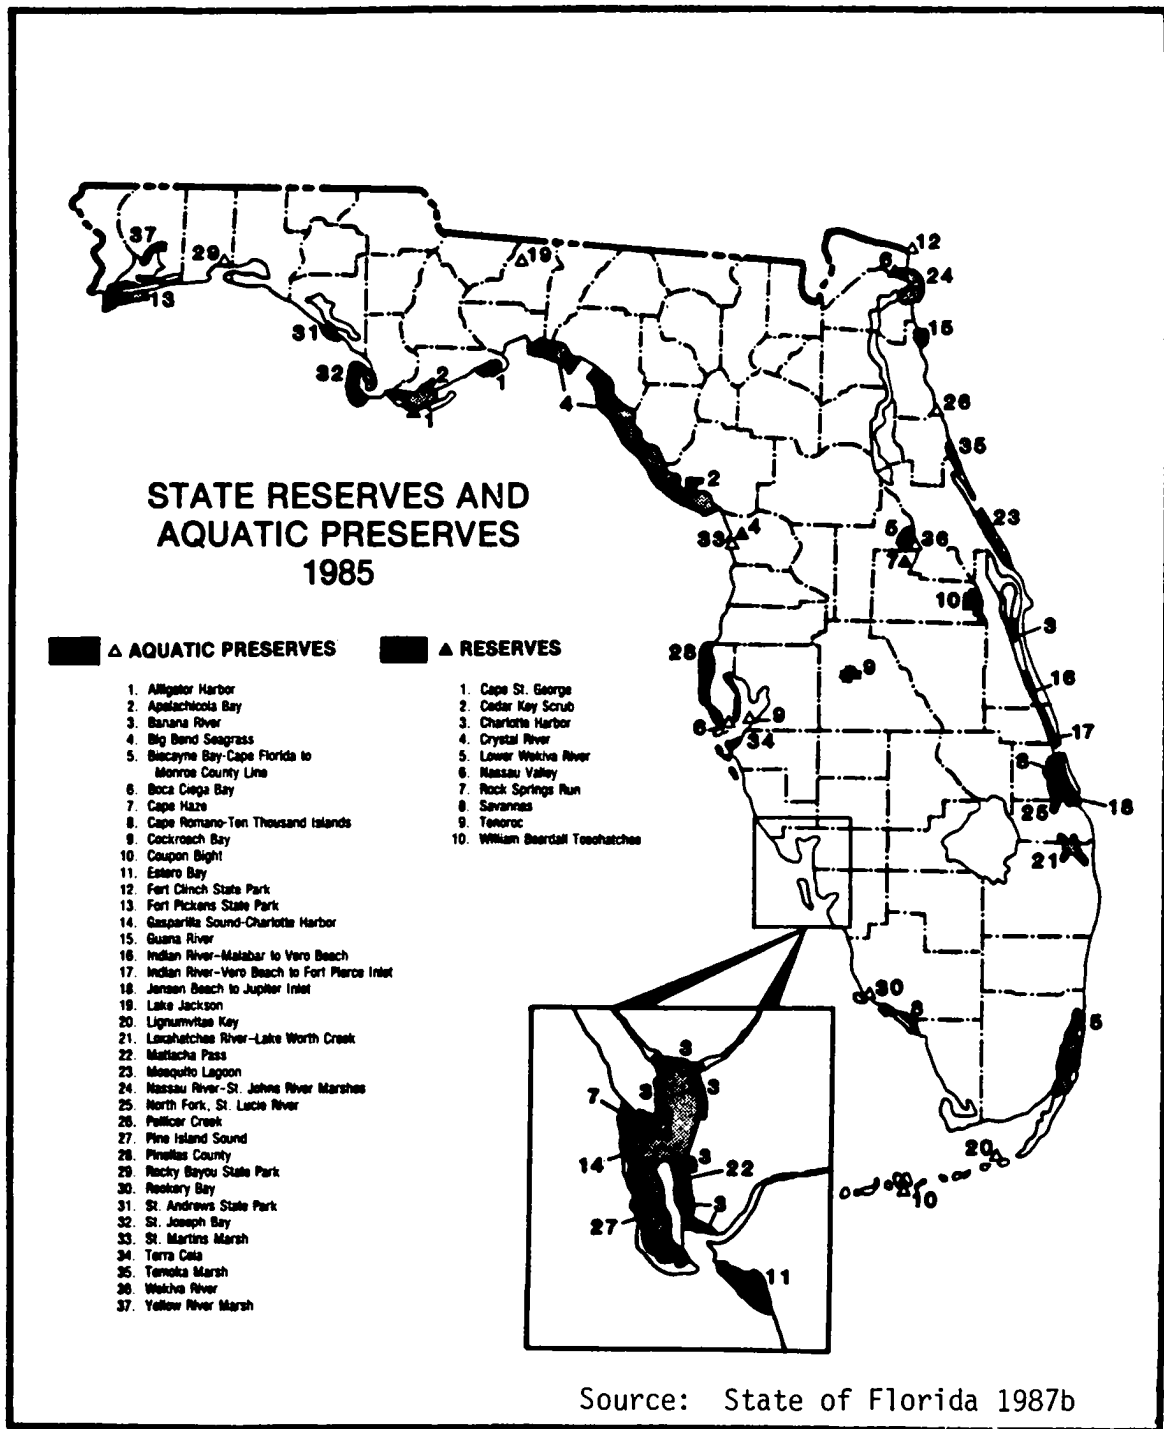 37
29
13
31
32
2
1
1
19
4
2
12
6
24
15
26
35
23
33
4
5
36
7
10
3
28
9
16
6
9
34
17
8
18
25
21
30
8
5
20
10
STATE RESERVES AND
AQUATIC PRESERVES
1985
△ AQUATIC PRESERVES
1. Alligator Harbor
2. Apalachicola Bay
3. Banana River
4. Big Bend Seagrass
5. Biscayne Bay-Cape Florida to
Monroe County Line
6. Boca Ciega Bay
7. Cape Haze
8. Cape Romano-Ten Thousand Islands
9. Cockroach Bay
10. Coupon Bight
11. Estero Bay
12. Fort Clinch State Park
13. Fort Pickens State Park
14. Gasparilla Sound-Charlotte Harbor
15. Guana River
16. Indian River-Malabar to Vero Beach
17. Indian River-Vero Beach to Fort Pierce Inlet
18. Jensen Beach to Jupiter Inlet
19. Lake Jackson
20. Lignumvitae Key
21. Loxahatchee River-Lake Worth Creek
22. Matlacha Pass
23. Mosquito Lagoon
24. Nassau River-St. Johns River Marshes
25. North Fork, St. Lucie River
26. Pellicer Creek
27. Pine Island Sound
28. Pinellas County
29. Rocky Bayou State Park
30. Rookery Bay
31. St. Andrews State Park
32. St. Joseph Bay
33. St. Martins Marsh
34. Terra Ceia
35. Tomoka Marsh
36. Wekiva River
37. Yellow River Marsh
▲ RESERVES
1. Cape St. George
2. Cedar Key Scrub
3. Charlotte Harbor
4. Crystal River
5. Lower Wekiva River
6. Nassau Valley
7. Rock Springs Run
8. Savannas
9. Tenoroc
10. William Beardall Tosohatchee
3
3
3
7
14
3
22
3
27
11
Source: State of Florida 1987b